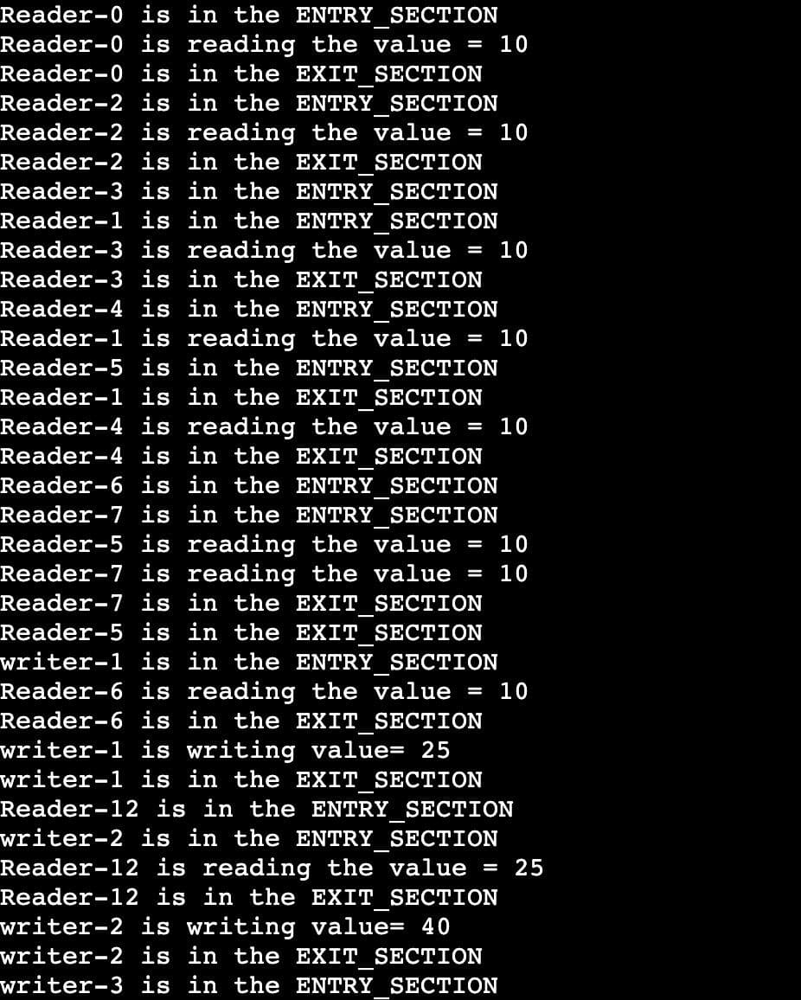 Reader-0 is in the ENTRY_SECTION
Reader-0 is reading the value = 10
Reader-0 is in the EXIT_SECTION
Reader-2 is in the ENTRY_SECTION
Reader-2 is reading the value = 10
Reader-2 is in the EXIT_SECTION
Reader-3 is in the ENTRY_SECTION
Reader-1 is in the ENTRY_SECTION
Reader-3 is reading the value = 10
Reader-3 is in the EXIT_SECTION
Reader-4 is in the ENTRY_SECTION
Reader-1 is reading the value = 10
Reader-5 is in the ENTRY_SECTION
Reader-1 is in the EXIT_SECTION
Reader-4 is reading the value = 10
Reader-4 is in the EXIT_SECTION
Reader-6 is in the ENTRY_SECTION
Reader-7 is in the ENTRY_SECTION
Reader-5 is reading the value = 10
Reader-7 is reading the value = 10
Reader-7 is in the EXIT_SECTION
Reader-5 is in the EXIT_SECTION
writer-1 is in the ENTRY_SECTION
Reader-6 is reading the value = 10
Reader-6 is in the EXIT_SECTION
writer-1 is writing value= 25
writer-1 is in the EXIT_SECTION
Reader-12 is in the ENTRY_SECTION
writer-2 is in the ENTRY_SECTION
Reader-12 is reading the value = 25
Reader-12 is in the EXIT_SECTION
writer-2 is writing value= 40
writer-2 is in the EXIT_SECTION
writer-3 is in the ENTRY_SECTION